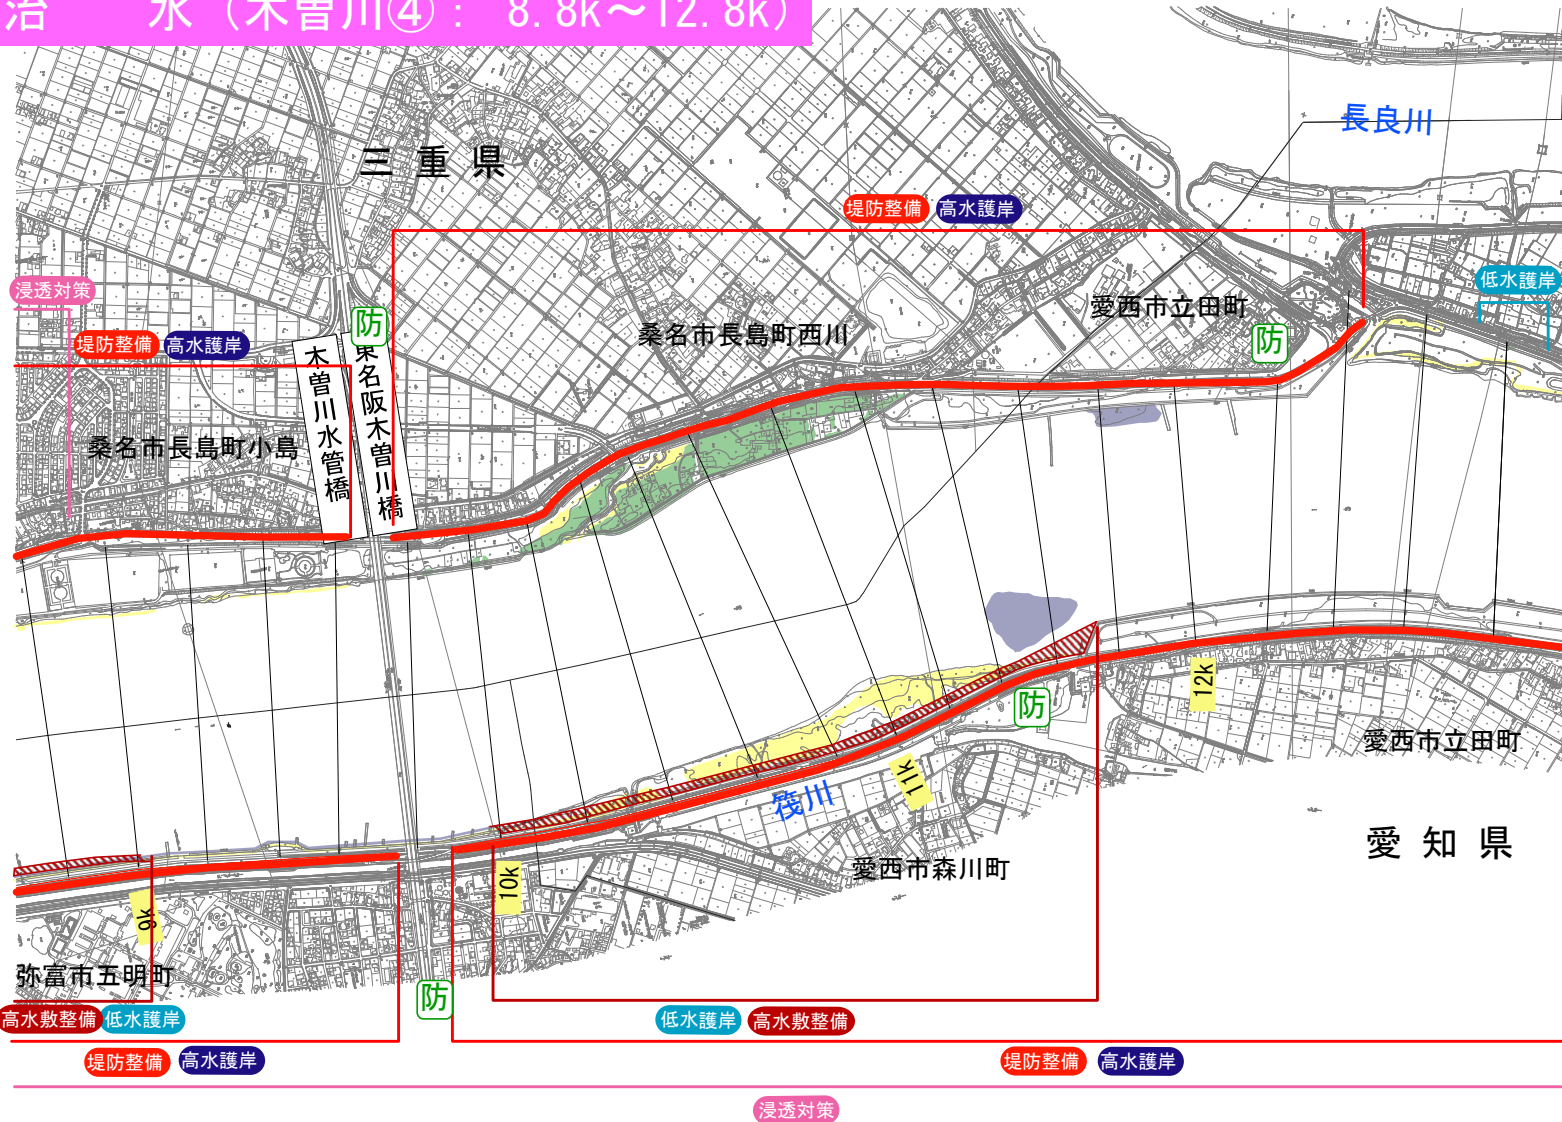 治　水（木曽川④： 8.8k～12.8k）
長良川
三重県
堤防整備 高水護岸
低水護岸
浸透対策
防
愛西市立田町
桑名市長島町西川
防
堤防整備 高水護岸
木曽川水管橋
東名阪木曽川橋
桑名市長島町小島
12k
防
愛西市立田町
11k
筏川
愛知県
愛西市森川町
10k
9k
弥富市五明町
防
高水敷整備 低水護岸
低水護岸 高水敷整備
堤防整備 高水護岸
堤防整備 高水護岸
浸透対策